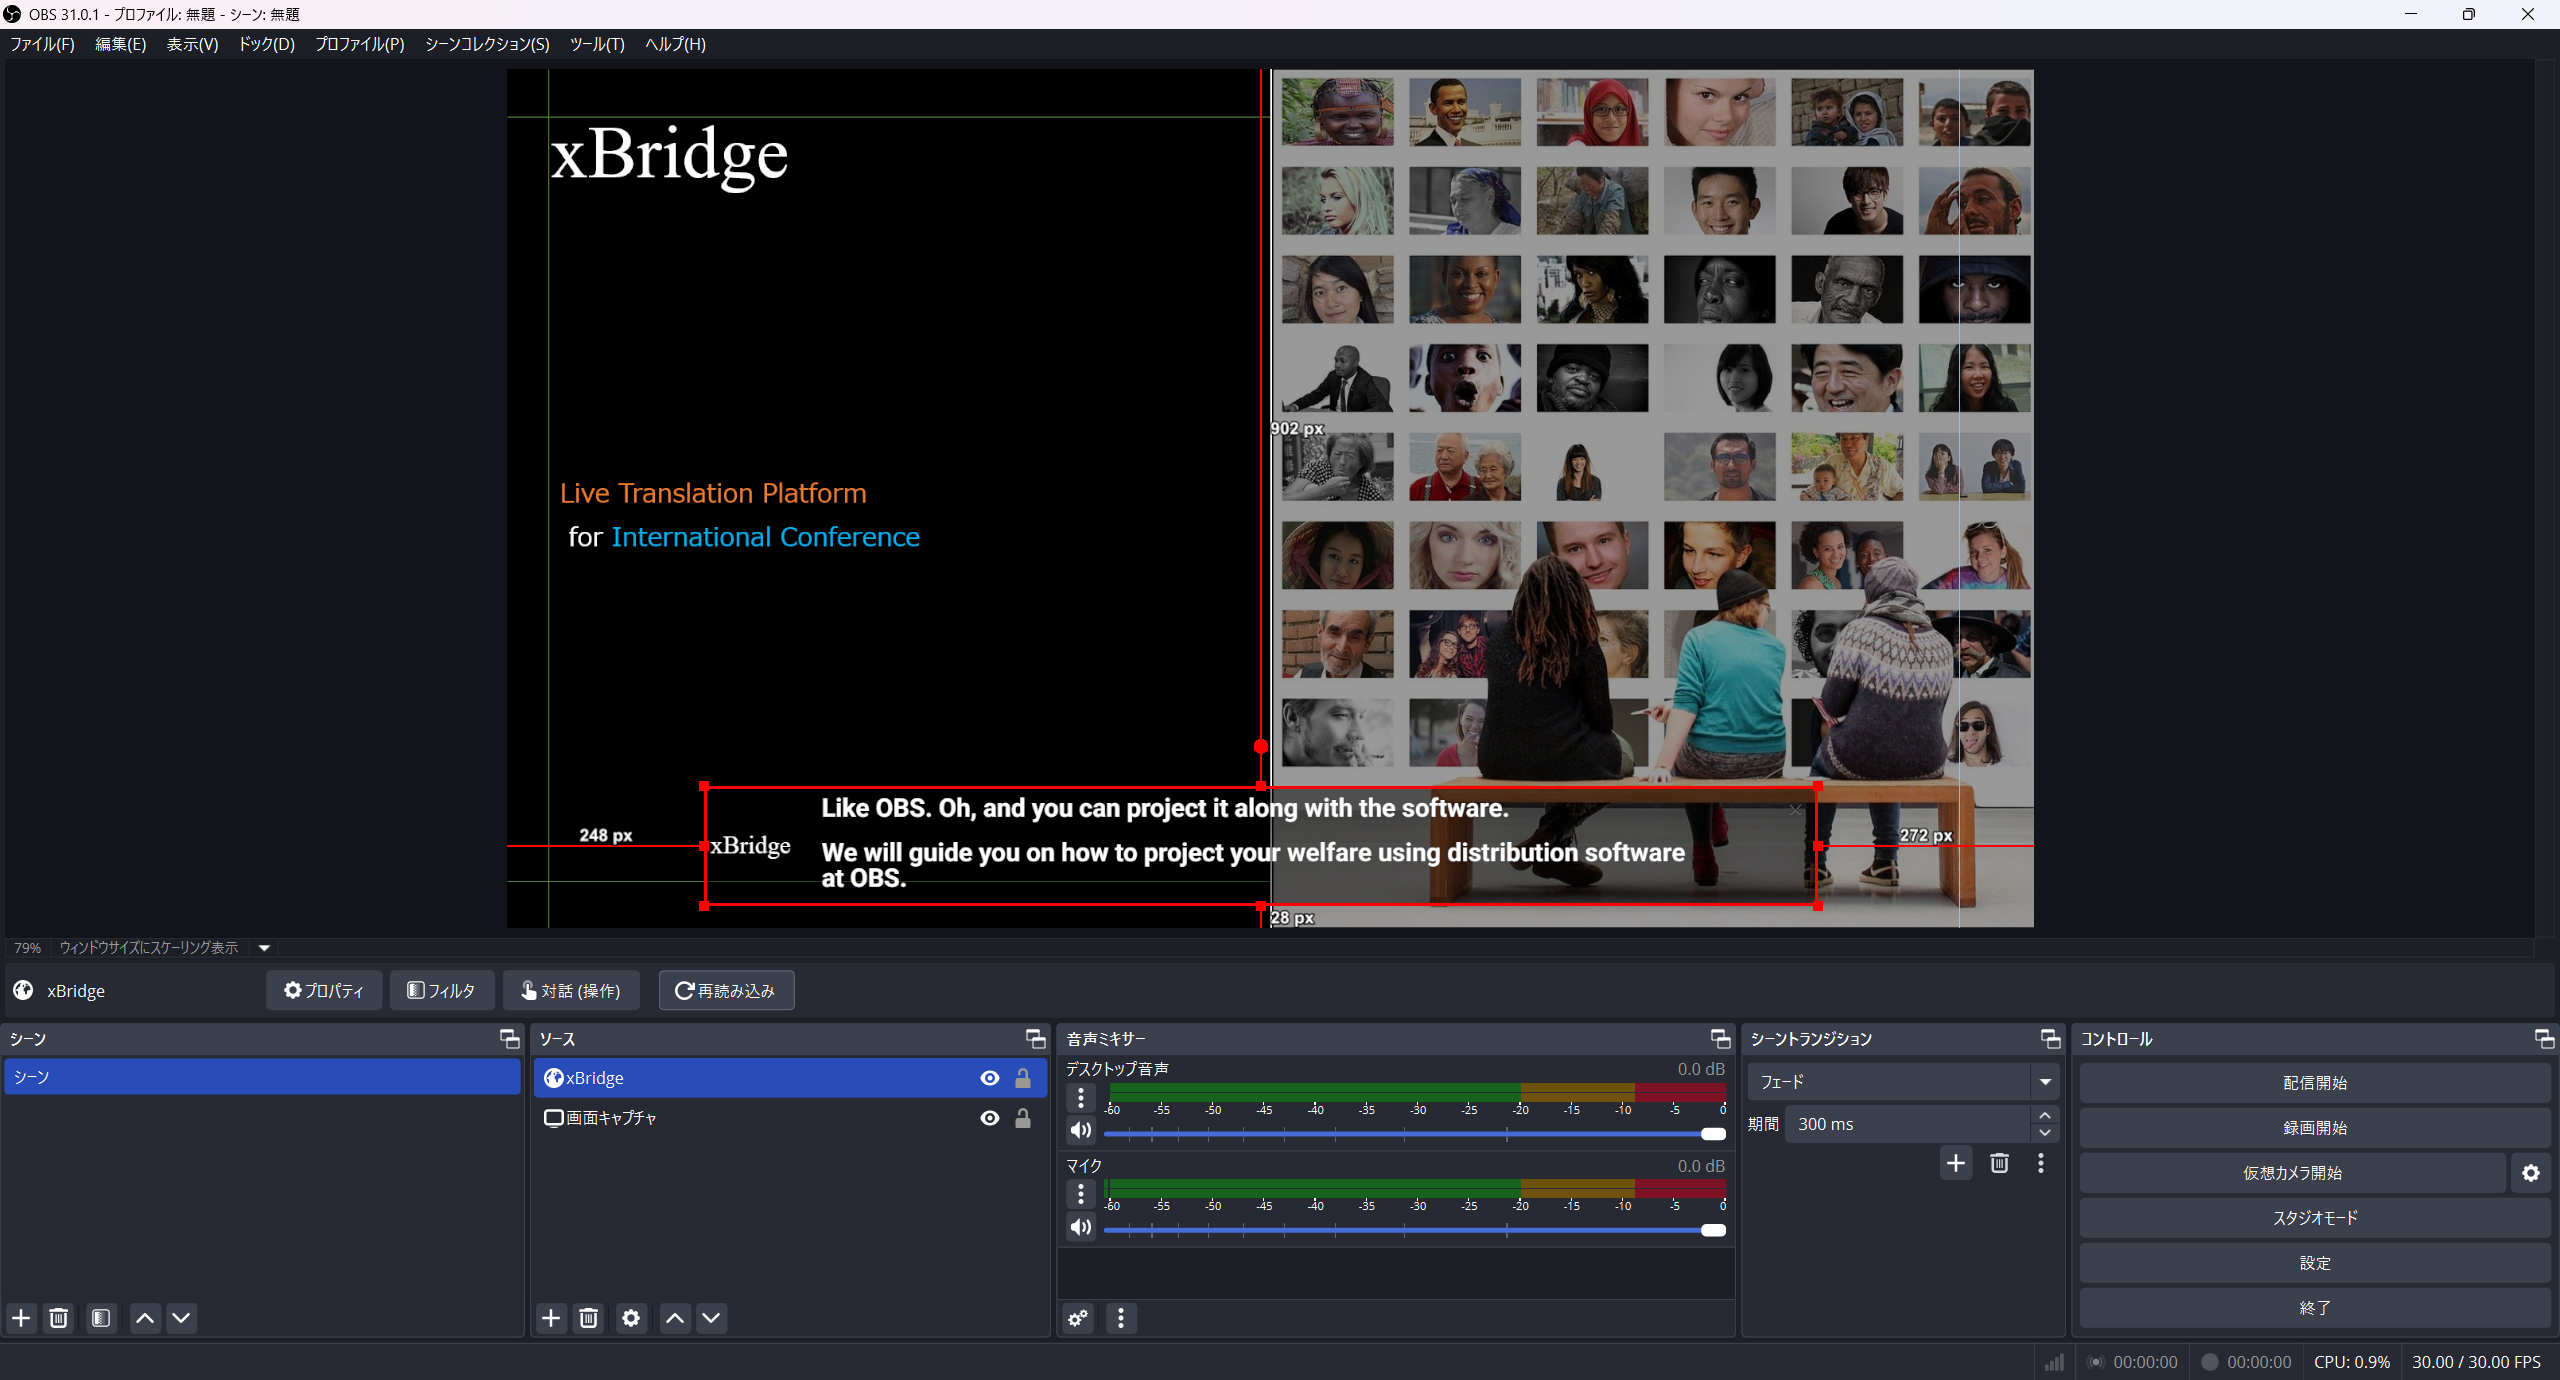 OBS 31.0.1 - プロファイル: 無題 - シーン: 無題
ファイル(F) 編集(E) 表示(V) ドック(D) プロファイル(P) シーンコレクション(S) ツール(T) ヘルプ(H)
xBridge
902 px
Live Translation Platform
for International Conference
Like OBS. Oh, and you can project it along with the software.
248 px
xBridge
We will guide you on how to project your welfare using distribution software
at OBS.
272 px
28 px
79% ウィンドウサイズにスケーリング表示
xBridge プロパティ フィルタ 対話 (操作) 再読み込み
シーン
シーン
ソース
xBridge
画面キャプチャ
音声ミキサー
デスクトップ音声 0.0 dB
-60 -55 -50 -45 -40 -35 -30 -25 -20 -15 -10 -5 0
マイク 0.0 dB
-60 -55 -50 -45 -40 -35 -30 -25 -20 -15 -10 -5 0
シーントランジション
フェード
期間 300 ms
コントロール
配信開始
録画開始
仮想カメラ開始
スタジオモード
設定
終了
00:00:00 00:00:00 CPU: 0.9% 30.00 / 30.00 FPS